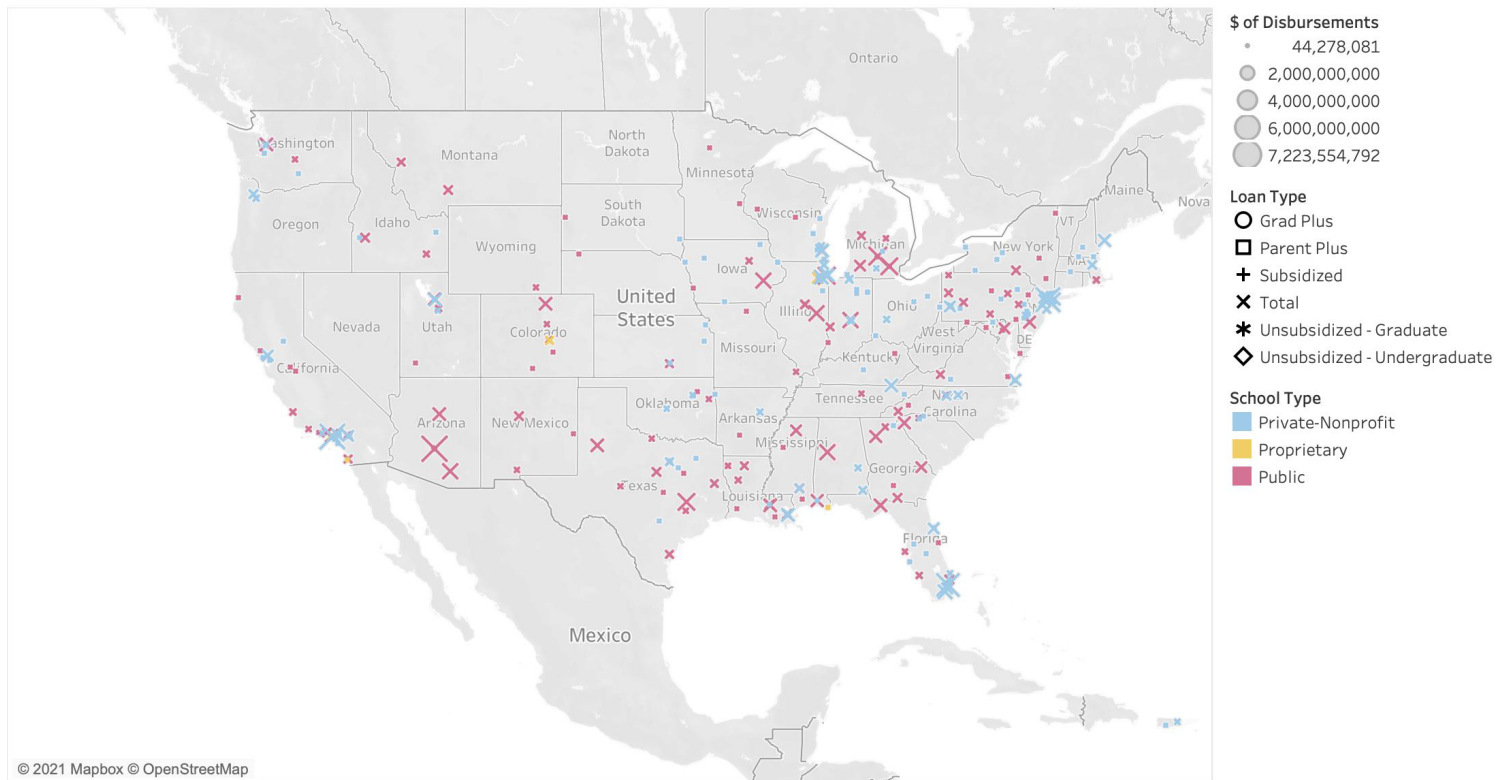 Ontario
Washington
North
Dakota
Montana
Minnesota
Maine
Nova
South
Dakota
Wisconsin
VT
Oregon
Idaho
Michigan
New York
Wyoming
MA
Iowa
United
States
Illino
Ohio
Nevada
Utah
Colorado
West
Virginia
DE
Missouri
Kentucky
California
Oklahoma
Tennessee
North
Carolina
Arizona
New Mexico
Arkansas
Mississippi
Georgia
Texas
Louisiana
Florida
Mexico
© 2021 Mapbox © OpenStreetMap
$ of Disbursements
44,278,081
2,000,000,000
4,000,000,000
6,000,000,000
7,223,554,792
Loan Type
Grad Plus
Parent Plus
Subsidized
Total
Unsubsidized - Graduate
Unsubsidized - Undergraduate
School Type
Private-Nonprofit
Proprietary
Public